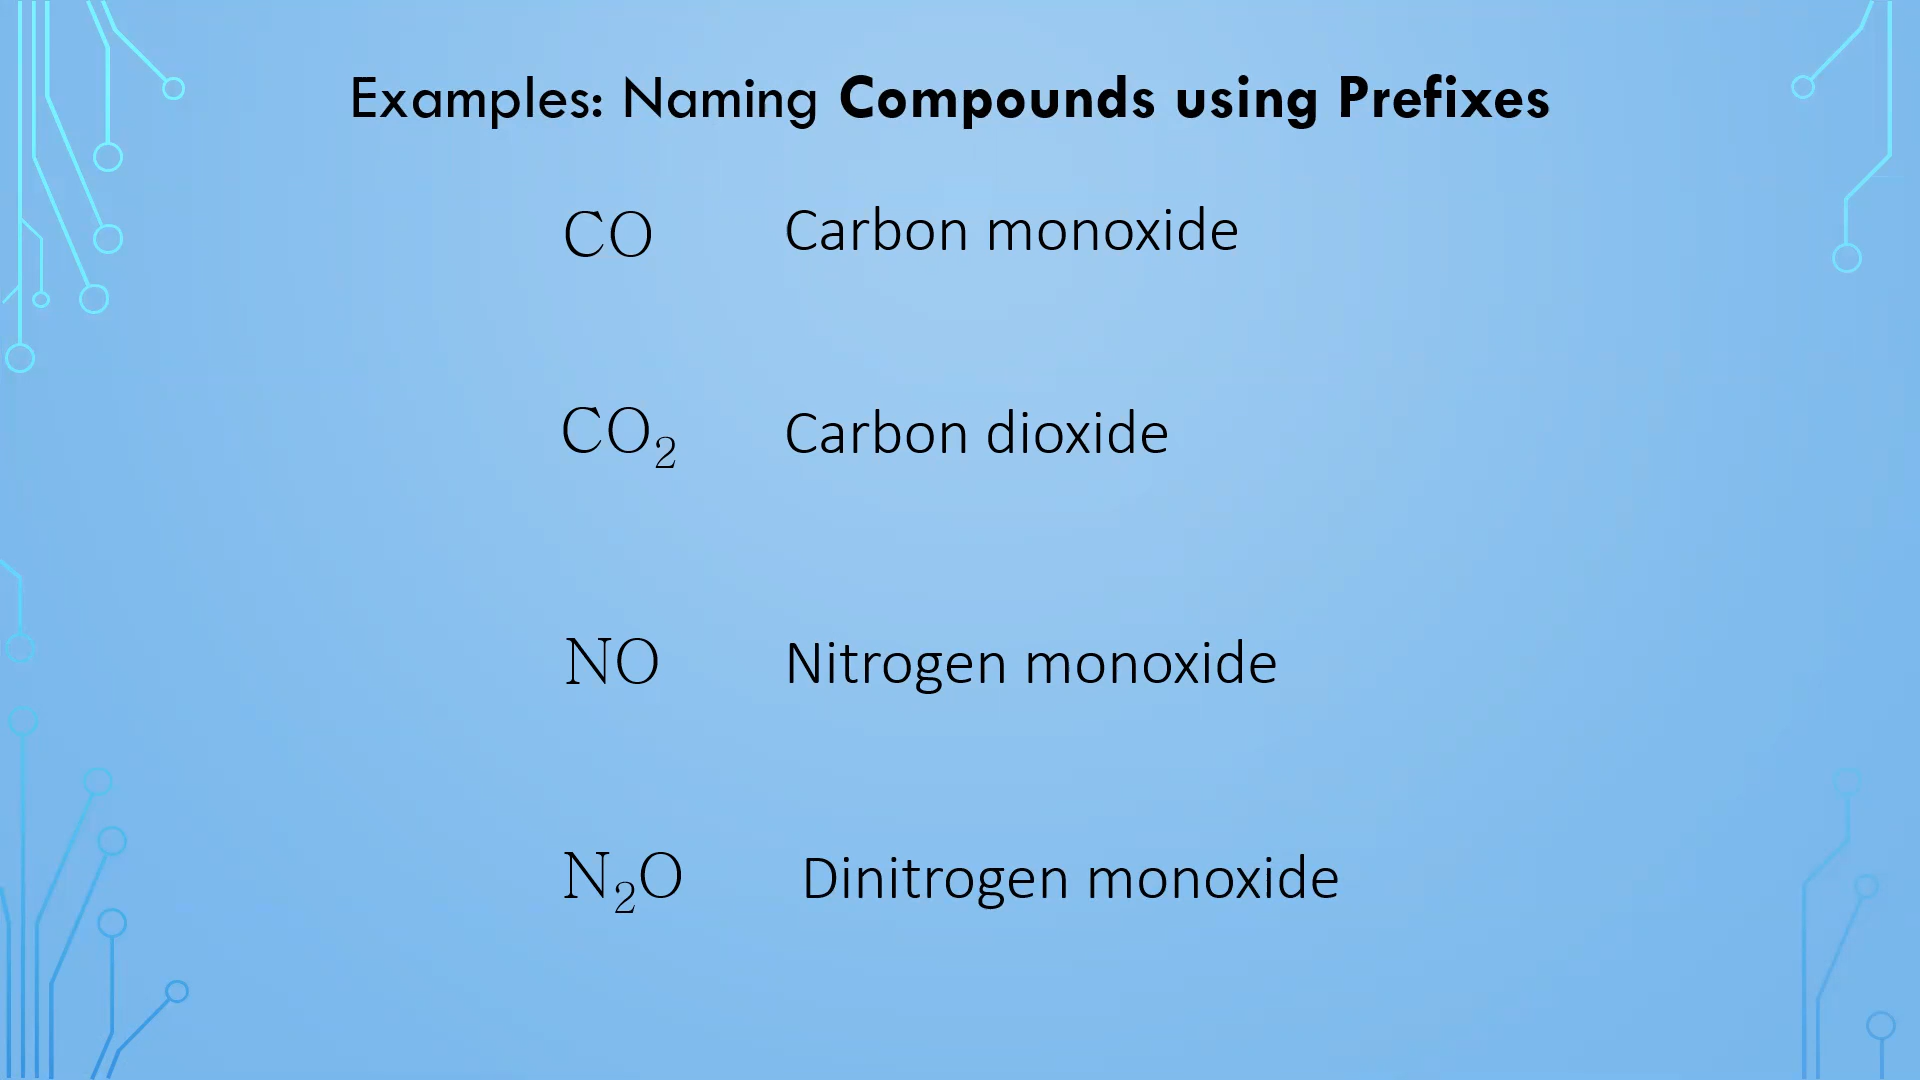 Examples: Naming Compounds using Prefixes
CO Carbon monoxide
CO₂ Carbon dioxide
NO Nitrogen monoxide
N₂O Dinitrogen monoxide